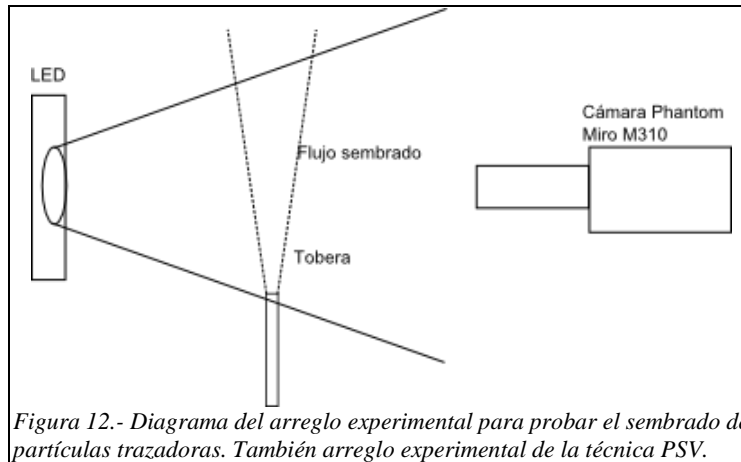 LED
Cámara Phantom
Miro M310
Flujo sembrado
Tobera
Figura 12.- Diagrama del arreglo experimental para probar el sembrado de
partículas trazadoras. También arreglo experimental de la técnica PSV.